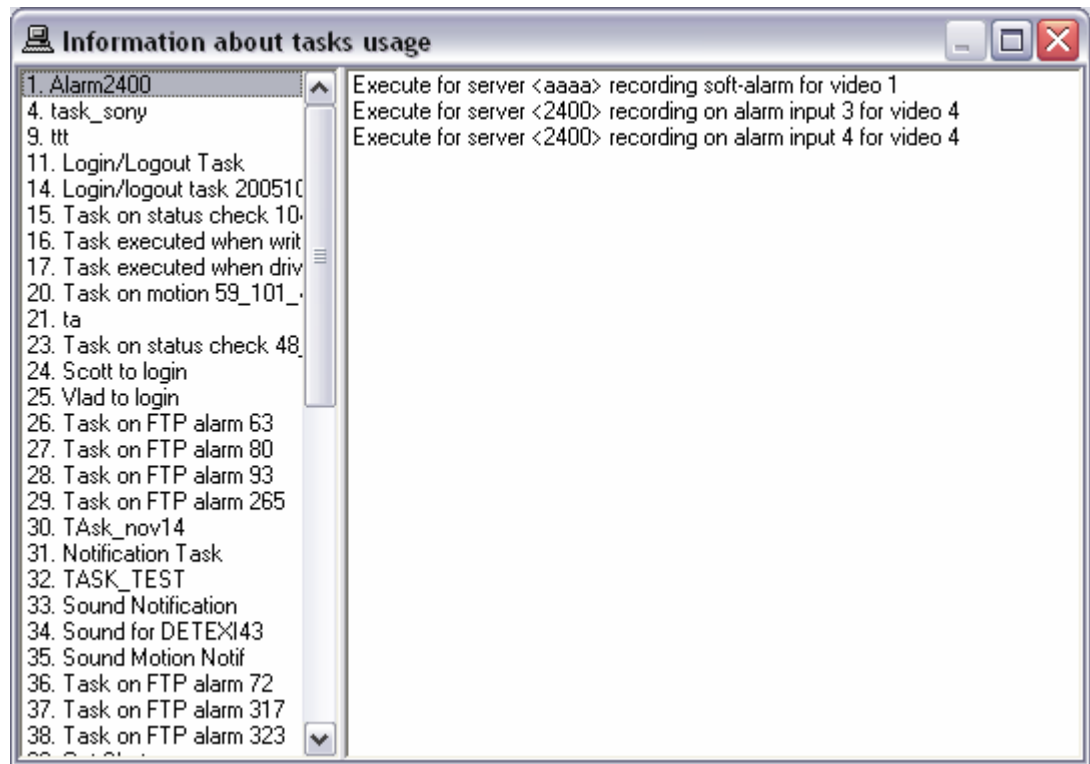 Information about tasks usage
1. Alarm2400
4. task_sony
9. ttt
11. Login/Logout Task
14. Login/logout task 200510
15. Task on status check 10
16. Task executed when writ
17. Task executed when driv
20. Task on motion 59_101_
21. ta
23. Task on status check 48_
24. Scott to login
25. Vlad to login
26. Task on FTP alarm 63
27. Task on FTP alarm 80
28. Task on FTP alarm 93
29. Task on FTP alarm 265
30. TAsk_nov14
31. Notification Task
32. TASK_TEST
33. Sound Notification
34. Sound for DETEXI43
35. Sound Motion Notif
36. Task on FTP alarm 72
37. Task on FTP alarm 317
38. Task on FTP alarm 323
Execute for server <aaaa> recording soft-alarm for video 1
Execute for server <2400> recording on alarm input 3 for video 4
Execute for server <2400> recording on alarm input 4 for video 4